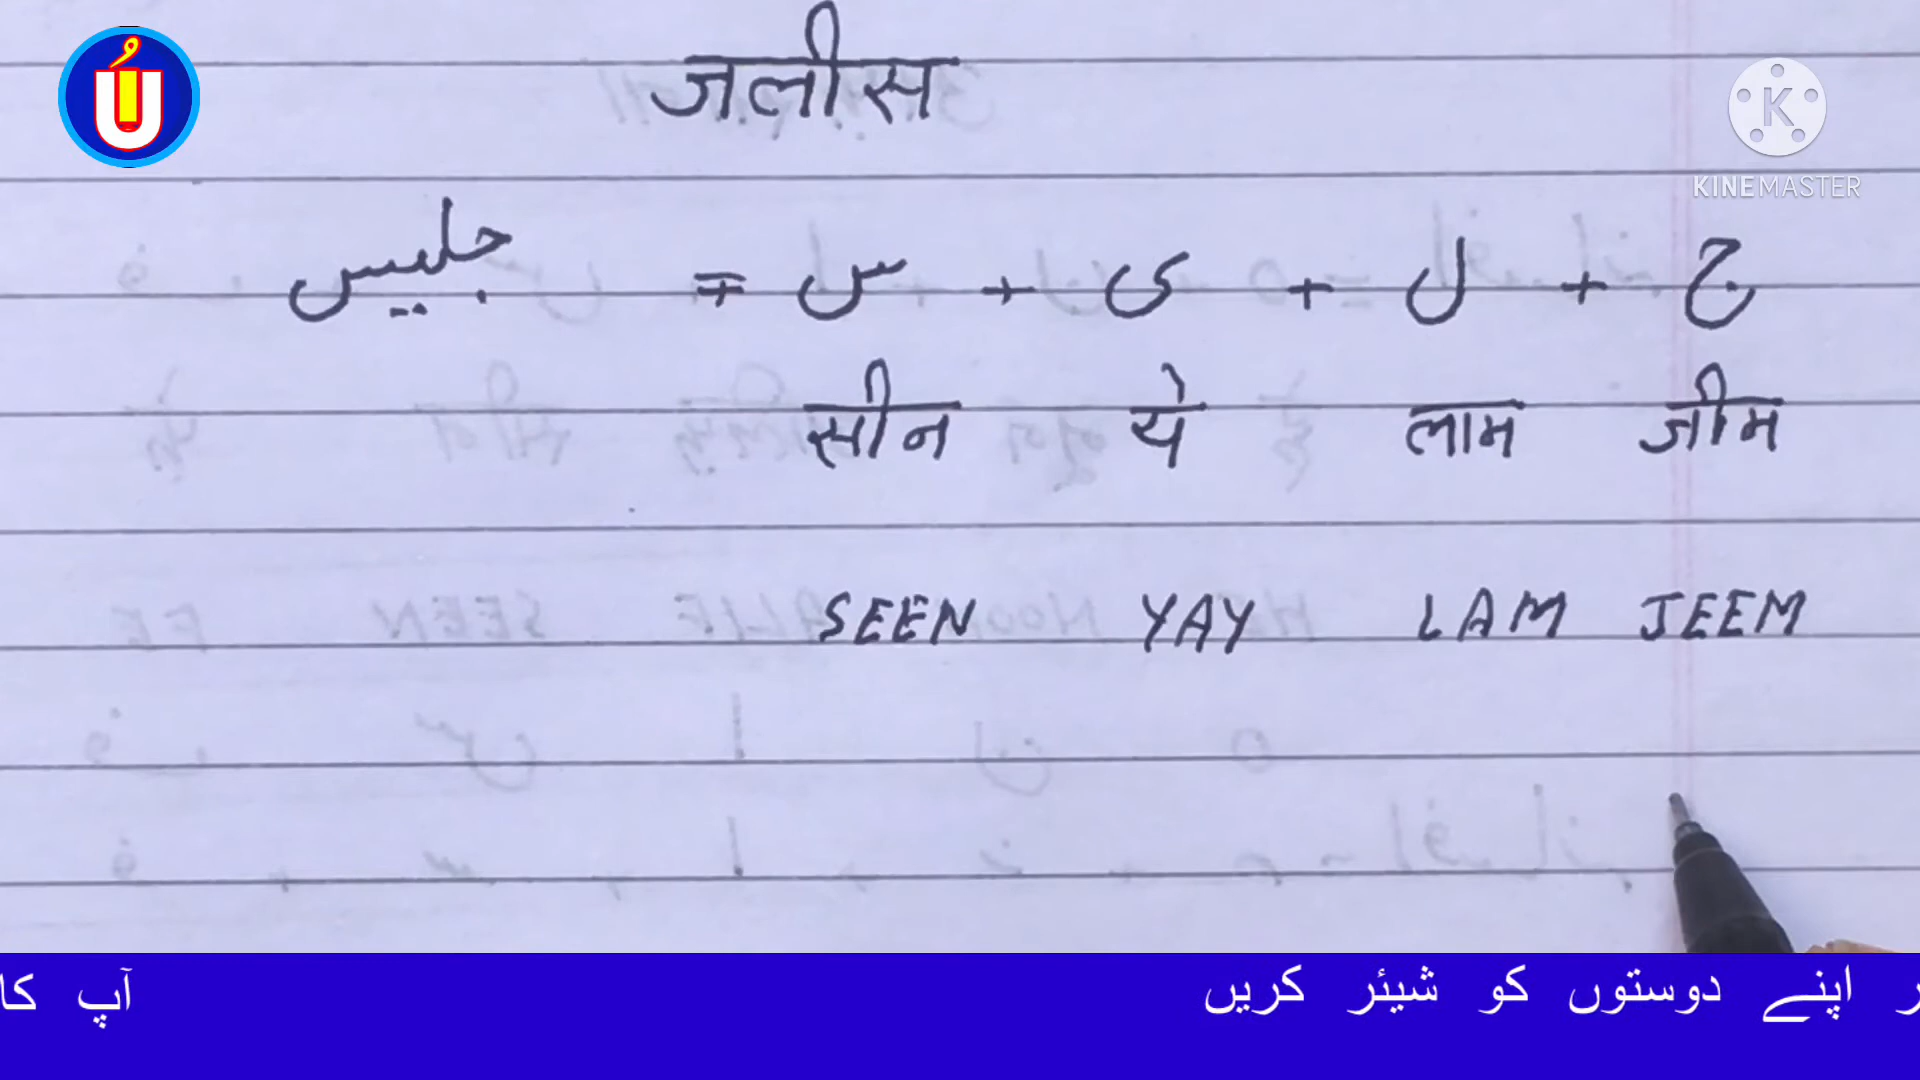 जलीस
ج + ل + ی + س = جلیس
जीम लाम ये सीन
JEEM LAM YAY SEEN
KINEMASTER
اپنے دوستوں کو شیئر کریں
آپ کا